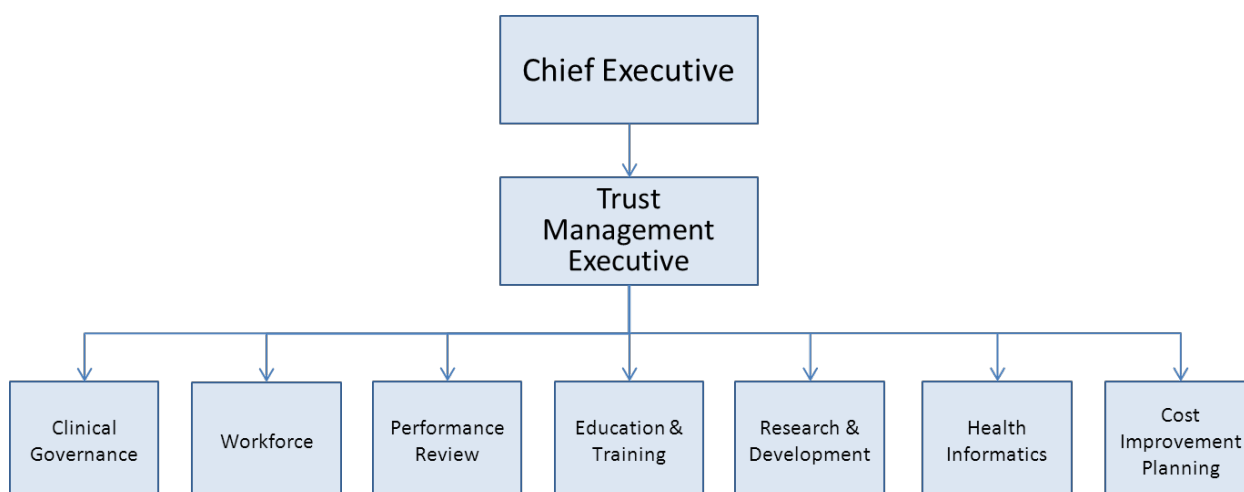 Chief Executive
Trust
Management
Executive
Clinical
Governance
Workforce
Performance
Review
Education &
Training
Research &
Development
Health
Informatics
Cost
Improvement
Planning